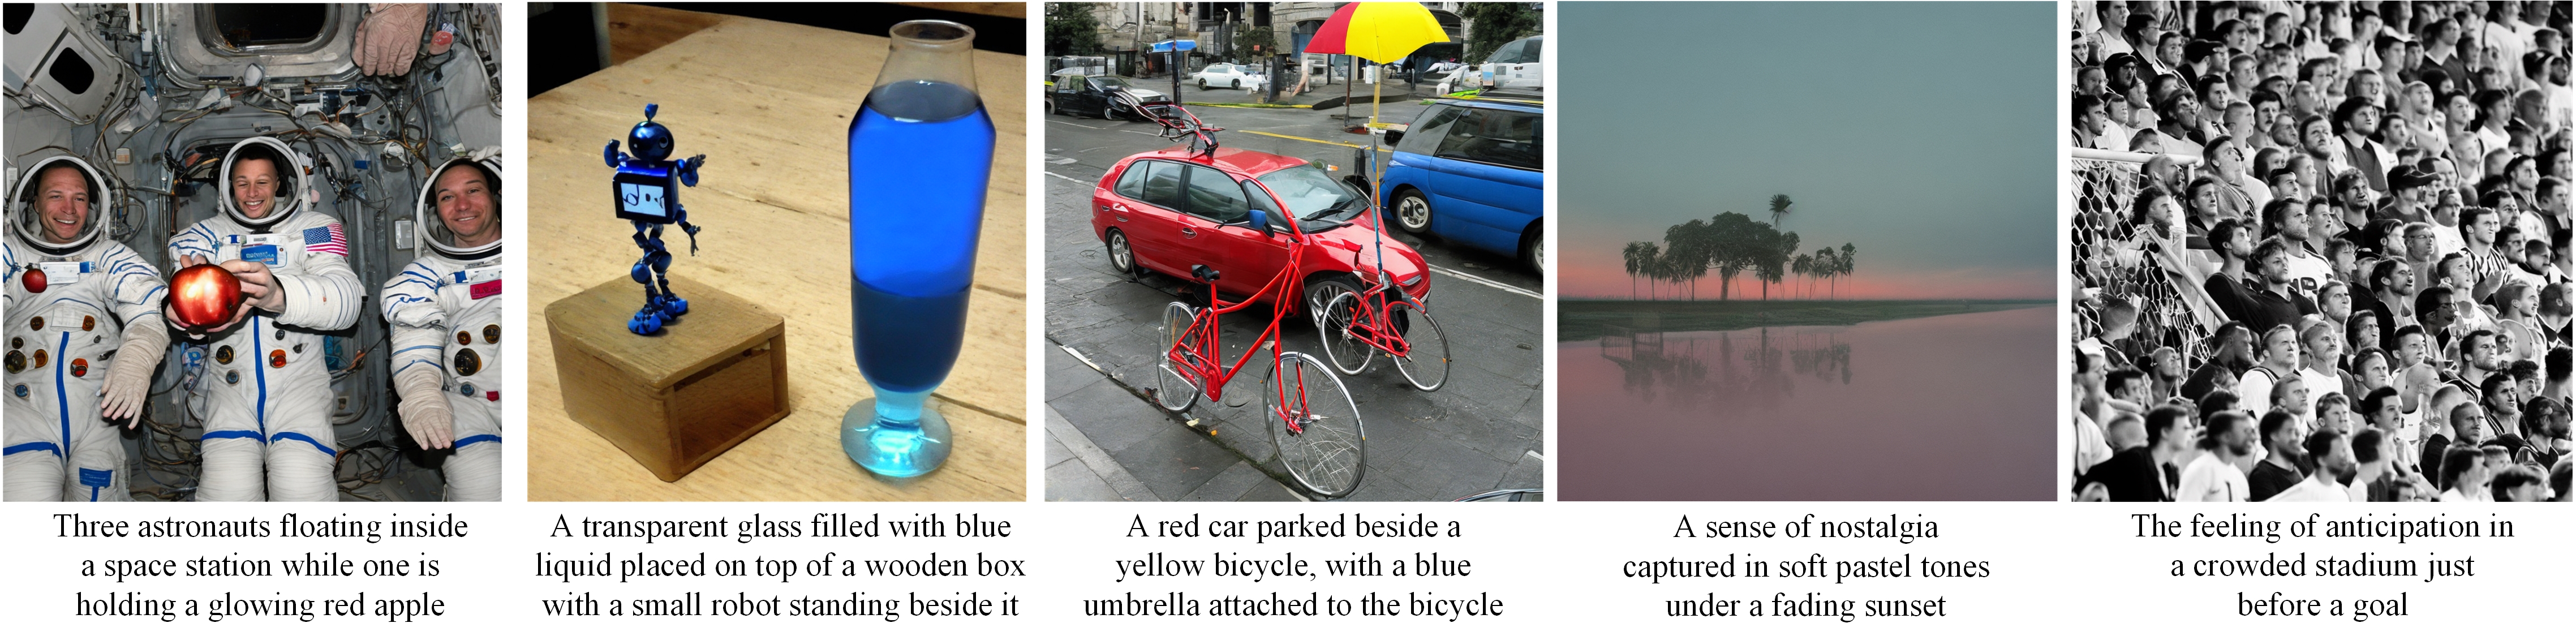 Three astronauts floating inside
a space station while one is
holding a glowing red apple
A transparent glass filled with blue
liquid placed on top of a wooden box
with a small robot standing beside it
A red car parked beside a
yellow bicycle, with a blue
umbrella attached to the bicycle
A sense of nostalgia
captured in soft pastel tones
under a fading sunset
The feeling of anticipation in
a crowded stadium just
before a goal